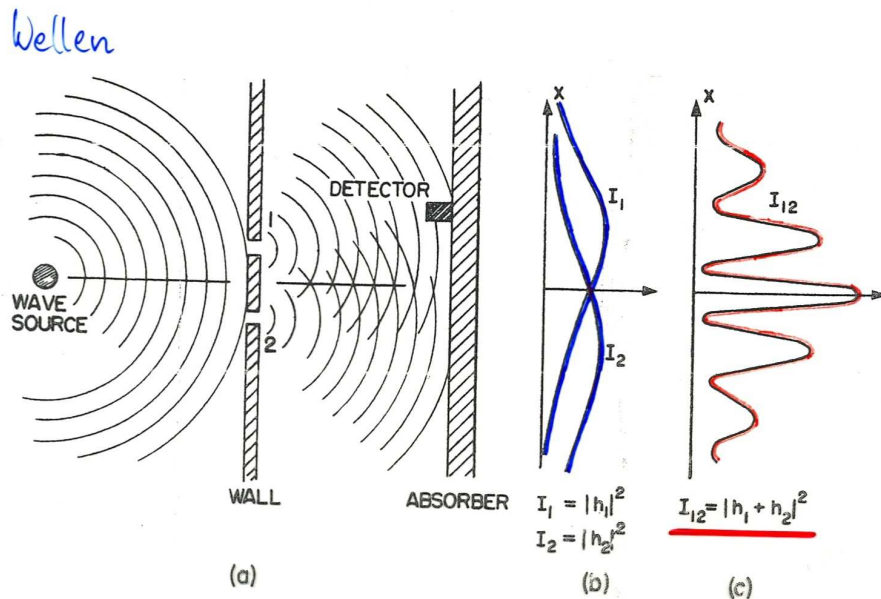 Wellen
WAVE
SOURCE
1
2
WALL
DETECTOR
ABSORBER
(a)
x
I₁
I₂
I₁ = |h₁|²
I₂ = |h₂|²
(b)
x
I₁₂
I₁₂ = |h₁ + h₂|²
(c)